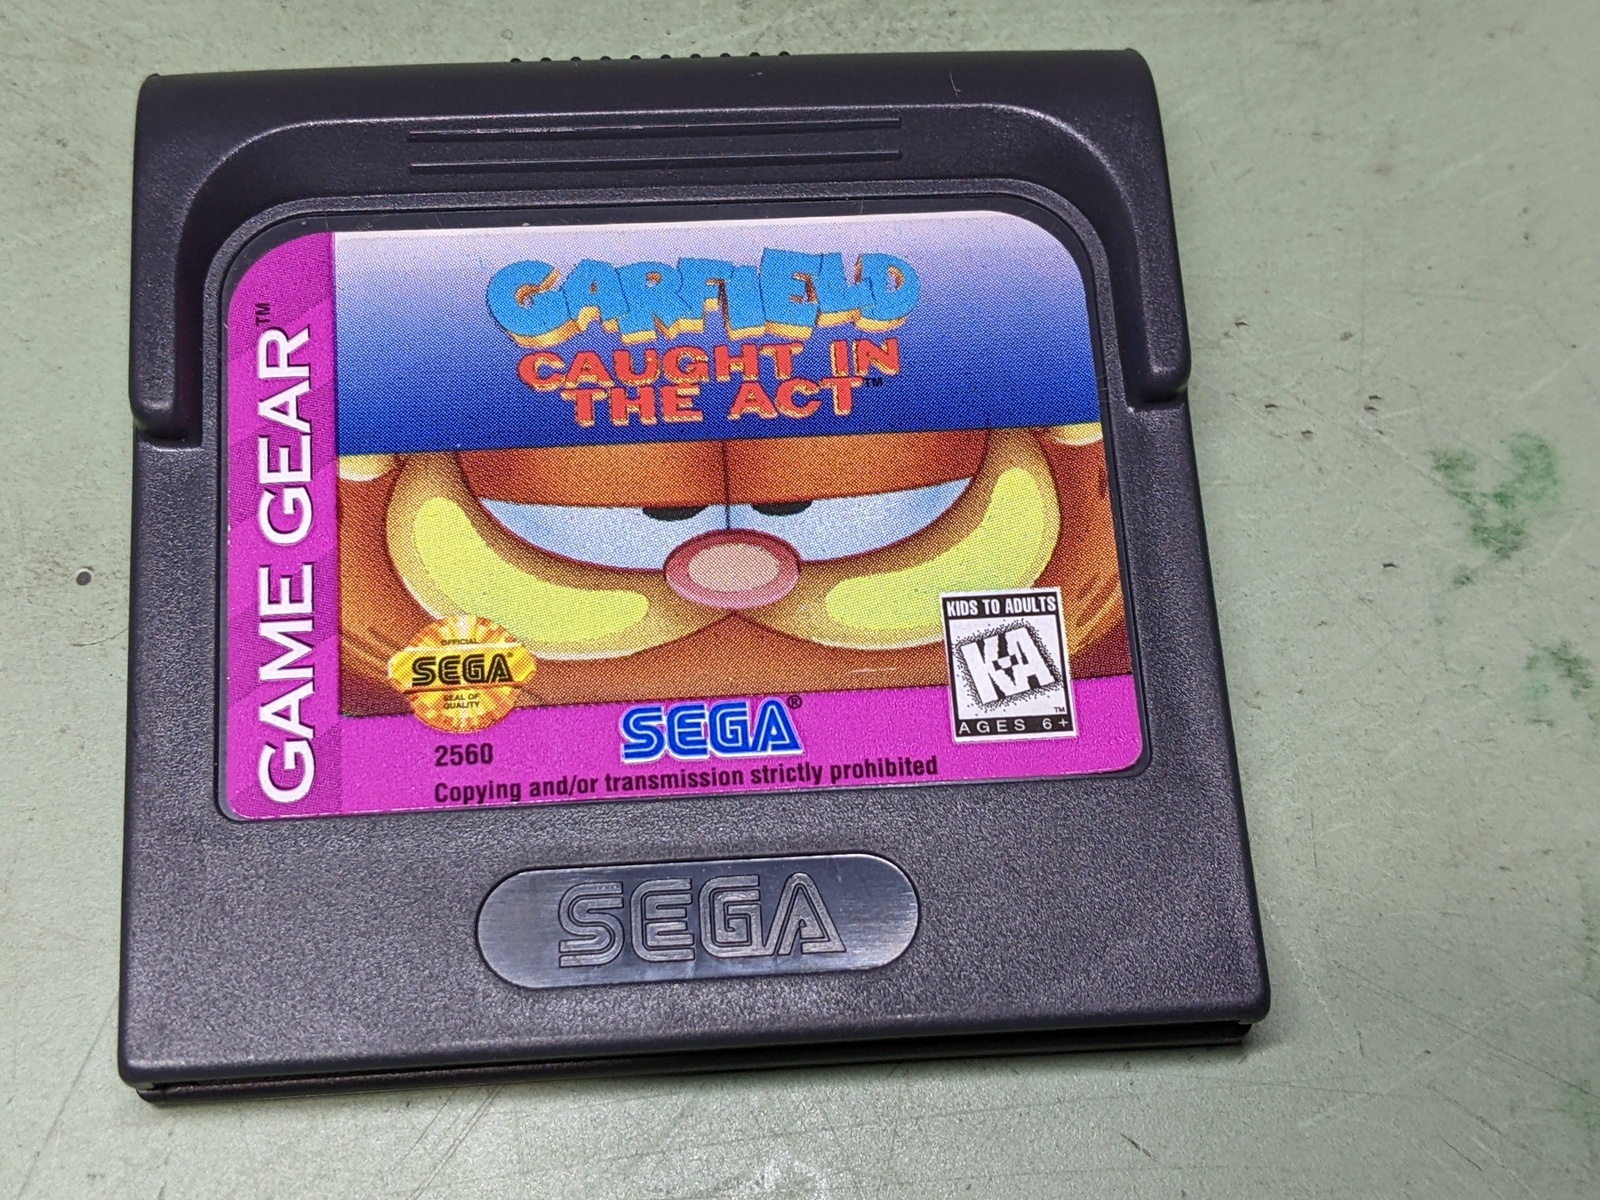 GAME GEAR™
GARFIELD
CAUGHT IN
THE ACT™
KIDS TO ADULTS
KA
™
AGES 6+
OFFICIAL
SEGA®
SEAL OF
QUALITY
SEGA®
2560
Copying and/or transmission strictly prohibited
SEGA